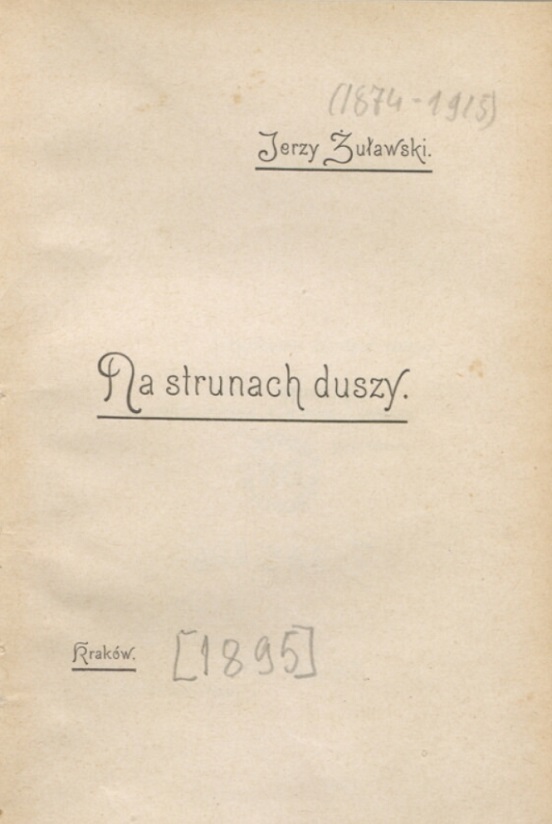 (1874-1915)
Jerzy Żuławski.
Na strunach duszy.
Kraków. [1895]